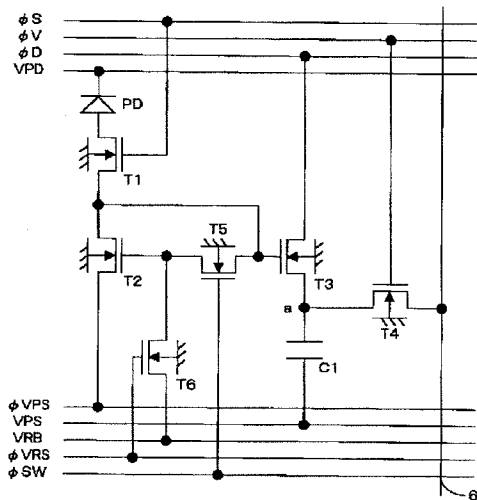 φS
φV
φD
VPD
PD
T1
T5
T2
T3
a
T4
C1
T6
φVPS
VPS
VRB
φVRS
φSW
6